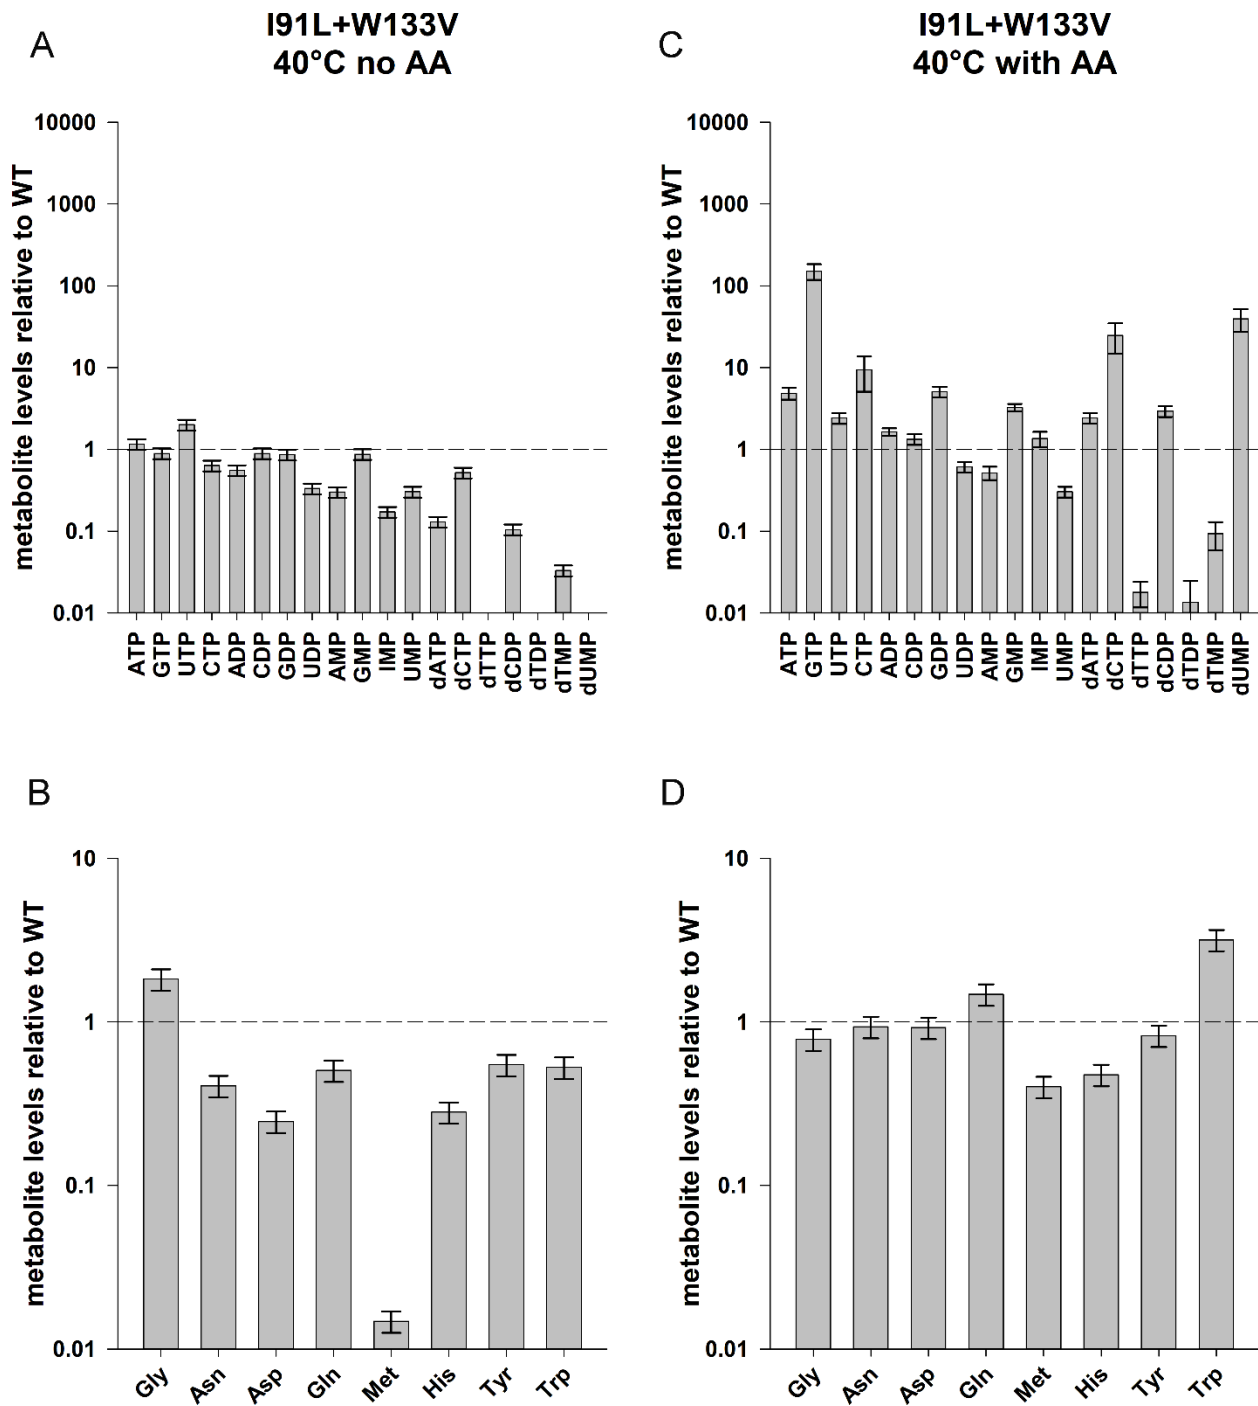 A
I91L+W133V
40°C no AA
metabolite levels relative to WT
10000
1000
100
10
1
0.1
0.01
ATP
GTP
UTP
CTP
ADP
CDP
GDP
UDP
AMP
GMP
IMP
UMP
dATP
dCTP
dTTP
dCDP
dTDP
dTMP
dUMP
C
I91L+W133V
40°C with AA
metabolite levels relative to WT
10000
1000
100
10
1
0.1
0.01
ATP
GTP
UTP
CTP
ADP
CDP
GDP
UDP
AMP
GMP
IMP
UMP
dATP
dCTP
dTTP
dCDP
dTDP
dTMP
dUMP
B
metabolite levels relative to WT
10
1
0.1
0.01
Gly
Asn
Asp
Gln
Met
His
Tyr
Trp
D
metabolite levels relative to WT
10
1
0.1
0.01
Gly
Asn
Asp
Gln
Met
His
Tyr
Trp